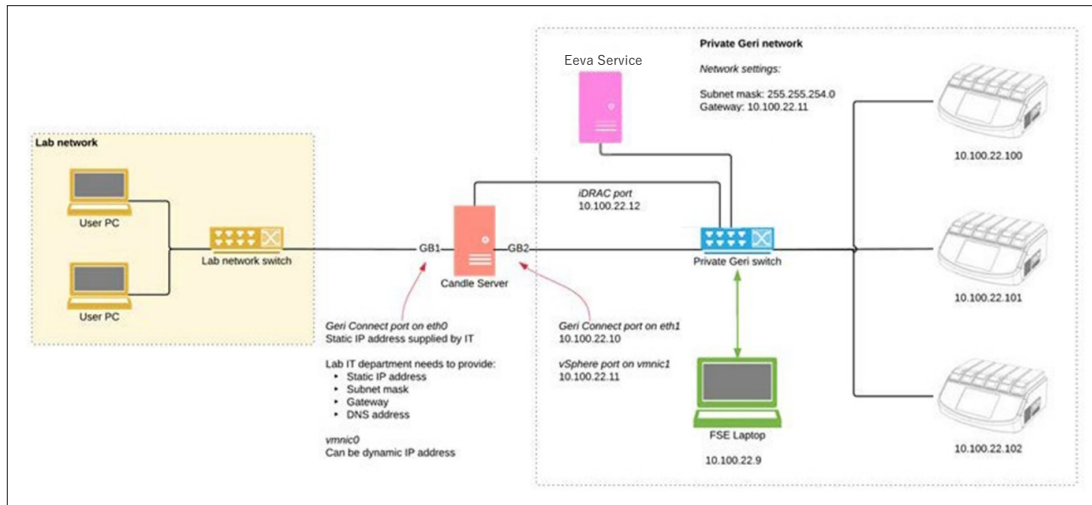 Lab network
User PC
User PC
Lab network switch
GB1
GB2
Candle Server
Geri Connect port on eth0
Static IP address supplied by IT
Lab IT department needs to provide:
• Static IP address
• Subnet mask
• Gateway
• DNS address
vmnic0
Can be dynamic IP address
Eeva Service
Private Geri network
Network settings:
Subnet mask: 255.255.254.0
Gateway: 10.100.22.11
iDRAC port
10.100.22.12
Private Geri switch
Geri Connect port on eth1
10.100.22.10
vSphere port on vmnic1
10.100.22.11
FSE Laptop
10.100.22.9
10.100.22.100
10.100.22.101
10.100.22.102